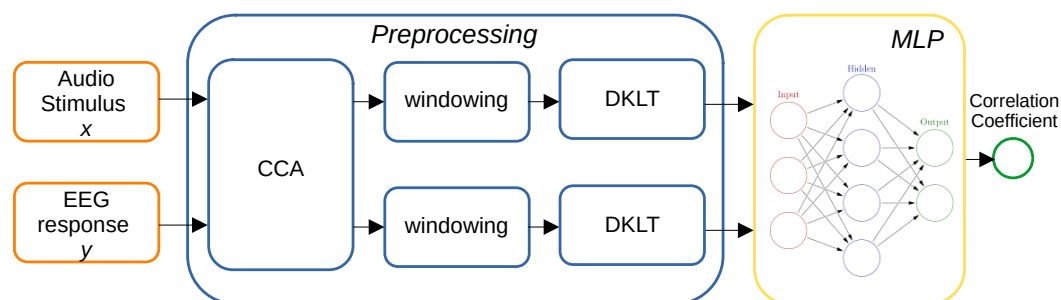 Preprocessing
MLP
Audio
Stimulus
x
CCA
windowing
DKLT
Input
Hidden
Output
Correlation
Coefficient
EEG
response
y
windowing
DKLT